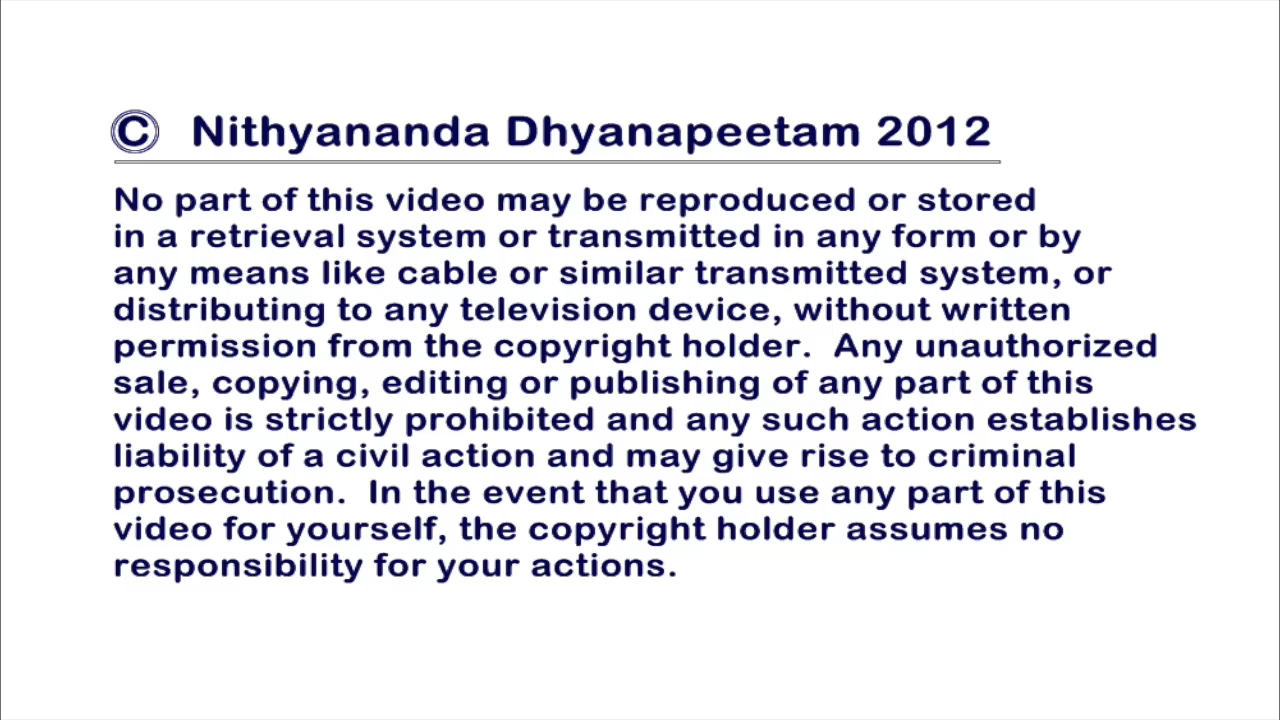 © Nithyananda Dhyanapeetam 2012
No part of this video may be reproduced or stored
in a retrieval system or transmitted in any form or by
any means like cable or similar transmitted system, or
distributing to any television device, without written
permission from the copyright holder.  Any unauthorized
sale, copying, editing or publishing of any part of this
video is strictly prohibited and any such action establishes
liability of a civil action and may give rise to criminal
prosecution.  In the event that you use any part of this
video for yourself, the copyright holder assumes no
responsibility for your actions.